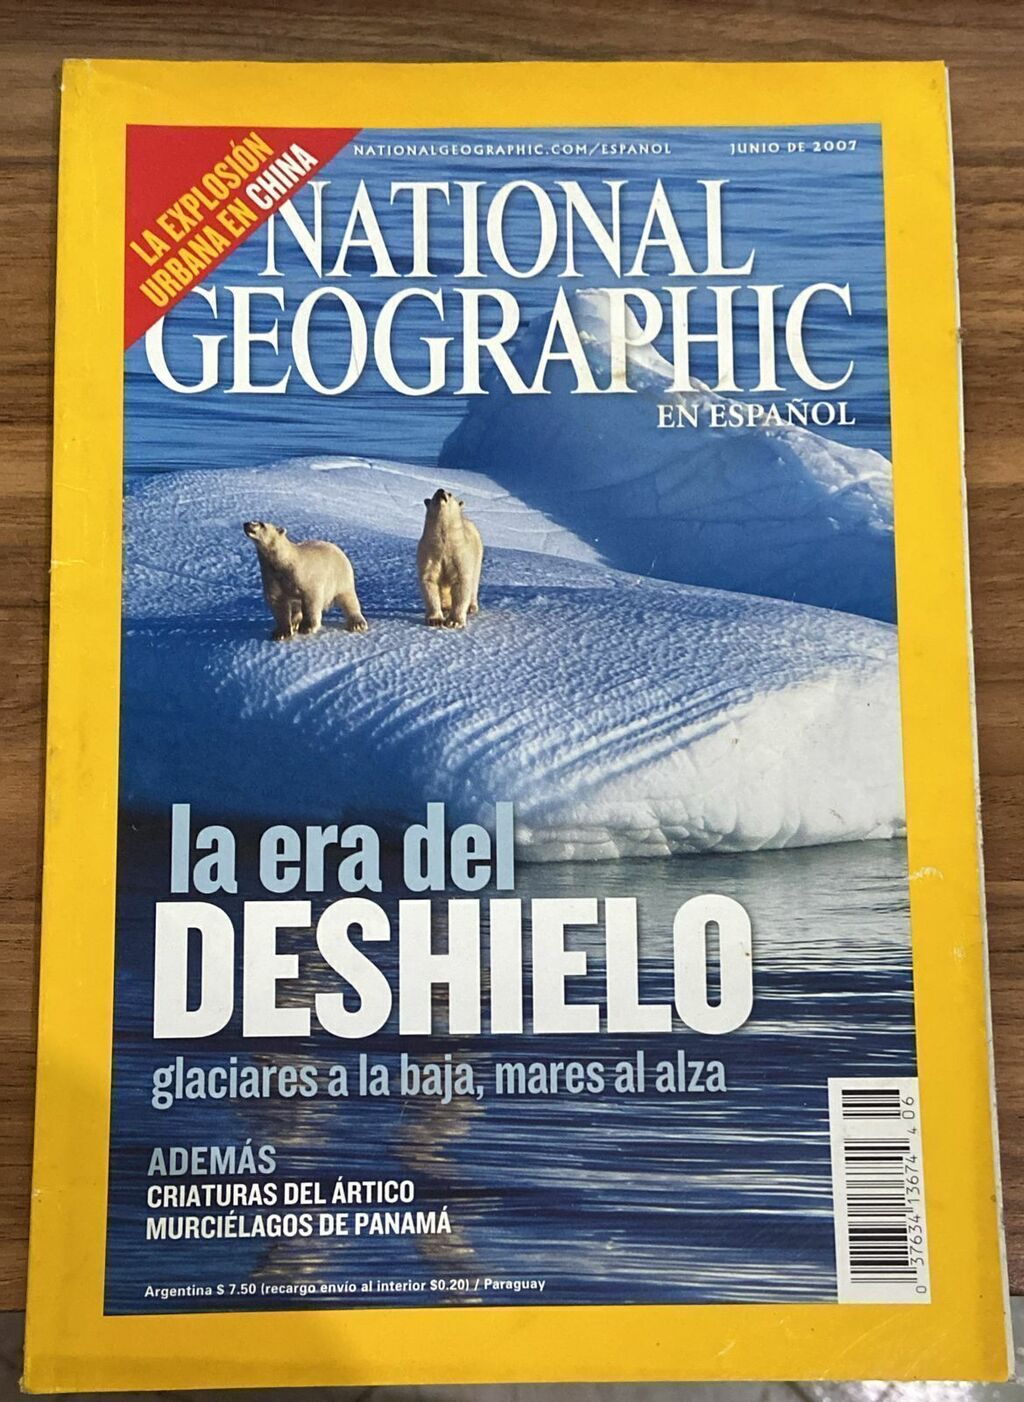 LA EXPLOSIÓN
URBANA EN CHINA
NATIONALGEOGRAPHIC.COM/ESPANOL
JUNIO DE 2007
NATIONAL
GEOGRAPHIC
EN ESPAÑOL
la era del
DESHIELO
glaciares a la baja, mares al alza
ADEMÁS
CRIATURAS DEL ÁRTICO
MURCIÉLAGOS DE PANAMÁ
Argentina $ 7.50 (recargo envío al interior $0.20) / Paraguay
0 37634 13674 4 06